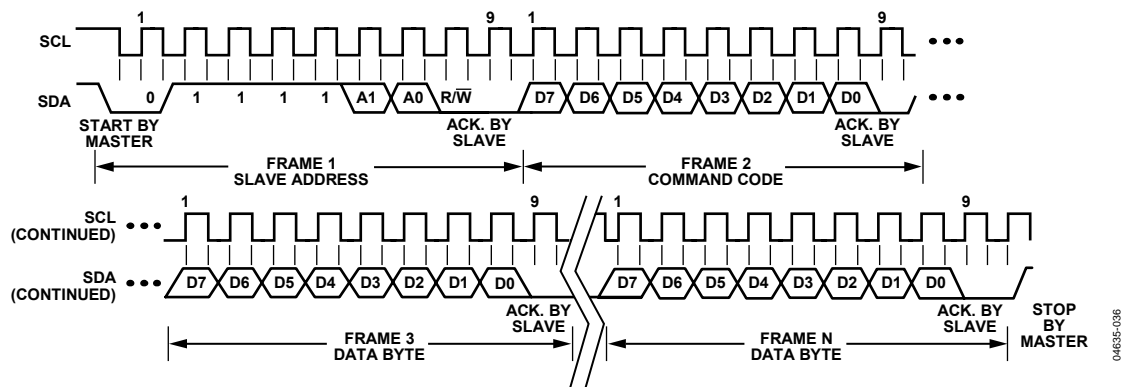 1 9 1 9
SCL
SDA 0 1 1 1 1 A1 A0 R/W̅ D7 D6 D5 D4 D3 D2 D1 D0
START BY
MASTER
ACK. BY
SLAVE
ACK. BY
SLAVE
FRAME 1
SLAVE ADDRESS
FRAME 2
COMMAND CODE
1 9 1 9
SCL
(CONTINUED)
SDA
(CONTINUED)
D7 D6 D5 D4 D3 D2 D1 D0 D7 D6 D5 D4 D3 D2 D1 D0
ACK. BY
SLAVE
ACK. BY
SLAVE
STOP
BY
MASTER
FRAME 3
DATA BYTE
FRAME N
DATA BYTE
04635-036